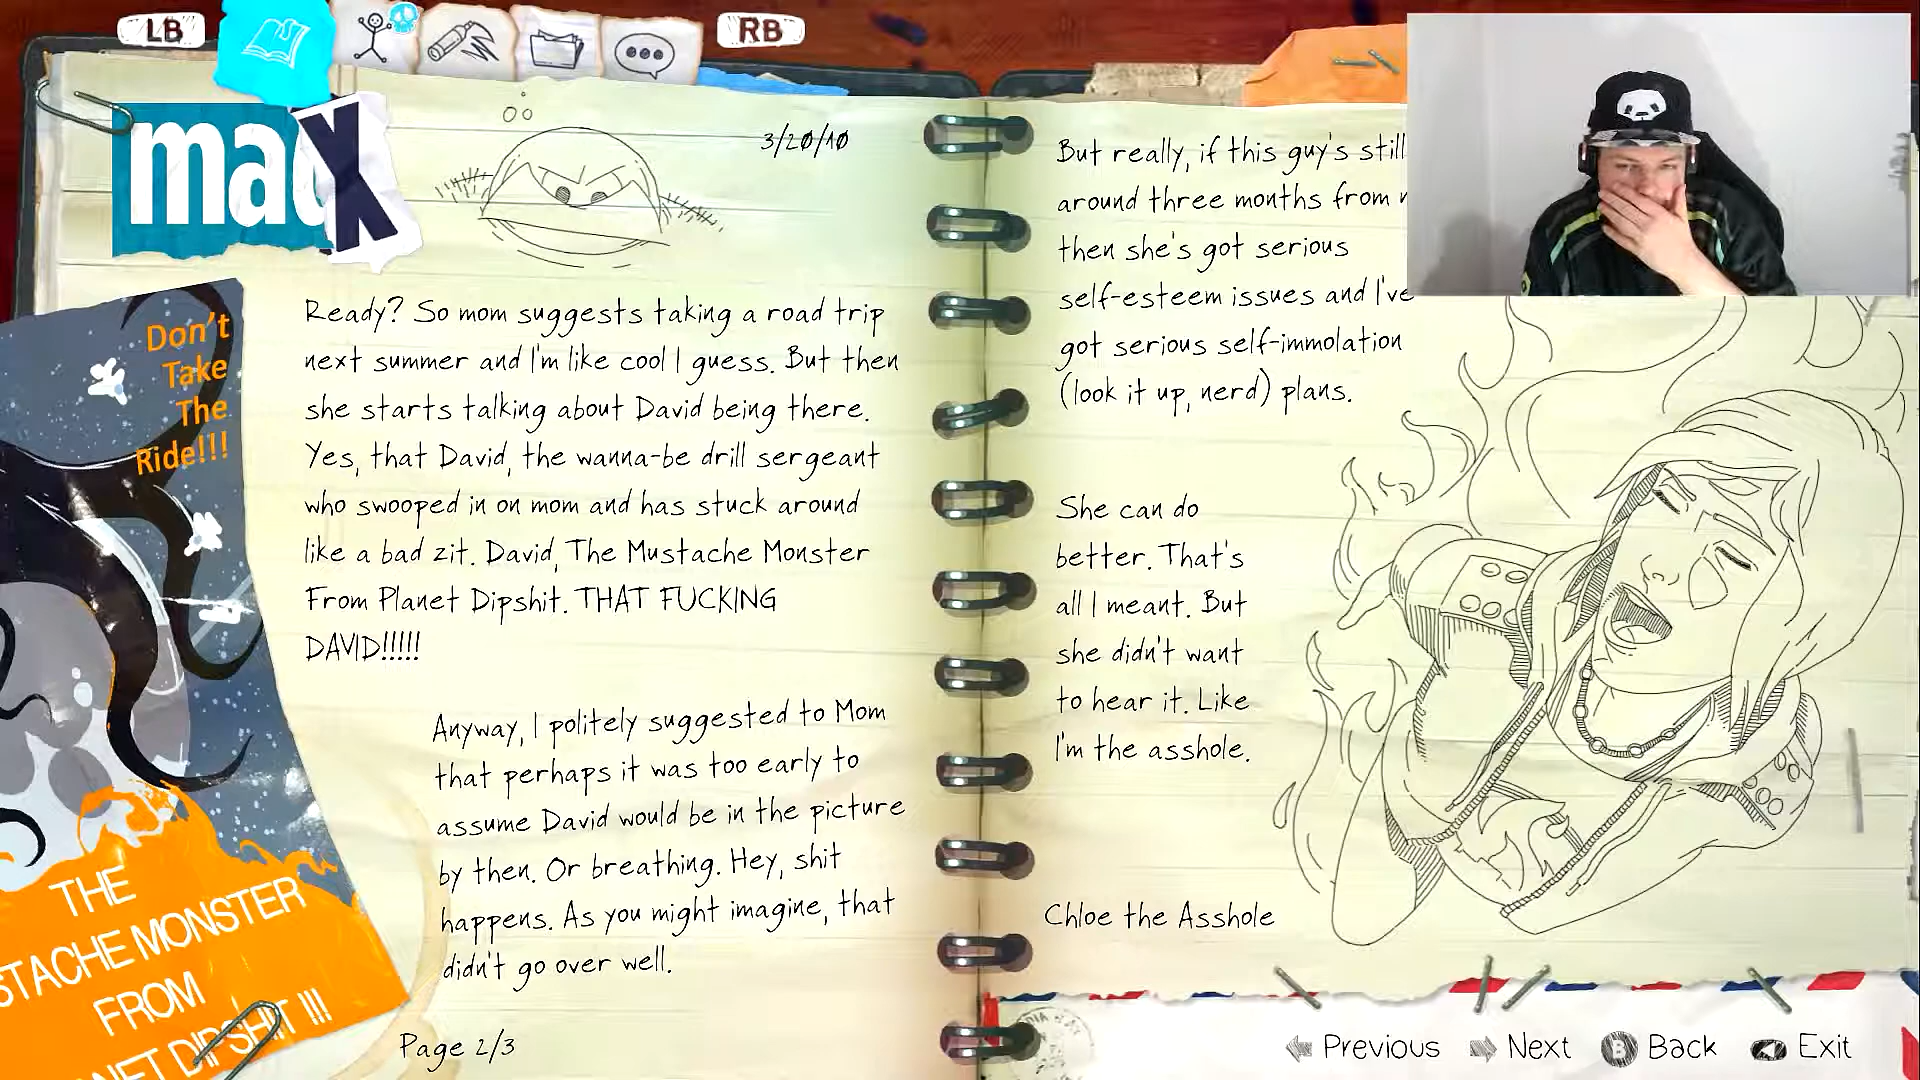 LB
RB
mad
X
3/20/10
Don't
Take
The
Ride!!!
Ready? So mom suggests taking a road trip
next summer and I'm like cool I guess. But then
she starts talking about David being there.
Yes, that David, the wanna-be drill sergeant
who swooped in on mom and has stuck around
like a bad zit. David, The Mustache Monster
From Planet Dipshit. THAT FUCKING
DAVID!!!!!
Anyway, I politely suggested to Mom
that perhaps it was too early to
assume David would be in the picture
by then. Or breathing. Hey, shit
happens. As you might imagine, that
didn't go over well.
THE
STACHE MONSTER
FROM
NET DIPSHIT !!!
Page 2/3
But really, if this guy's still
around three months from
then she's got serious
self-esteem issues and I've
got serious self-immolation
(look it up, nerd) plans.
She can do
better. That's
all I meant. But
she didn't want
to hear it. Like
I'm the asshole.
Chloe the Asshole
Previous
Next
B Back
Exit